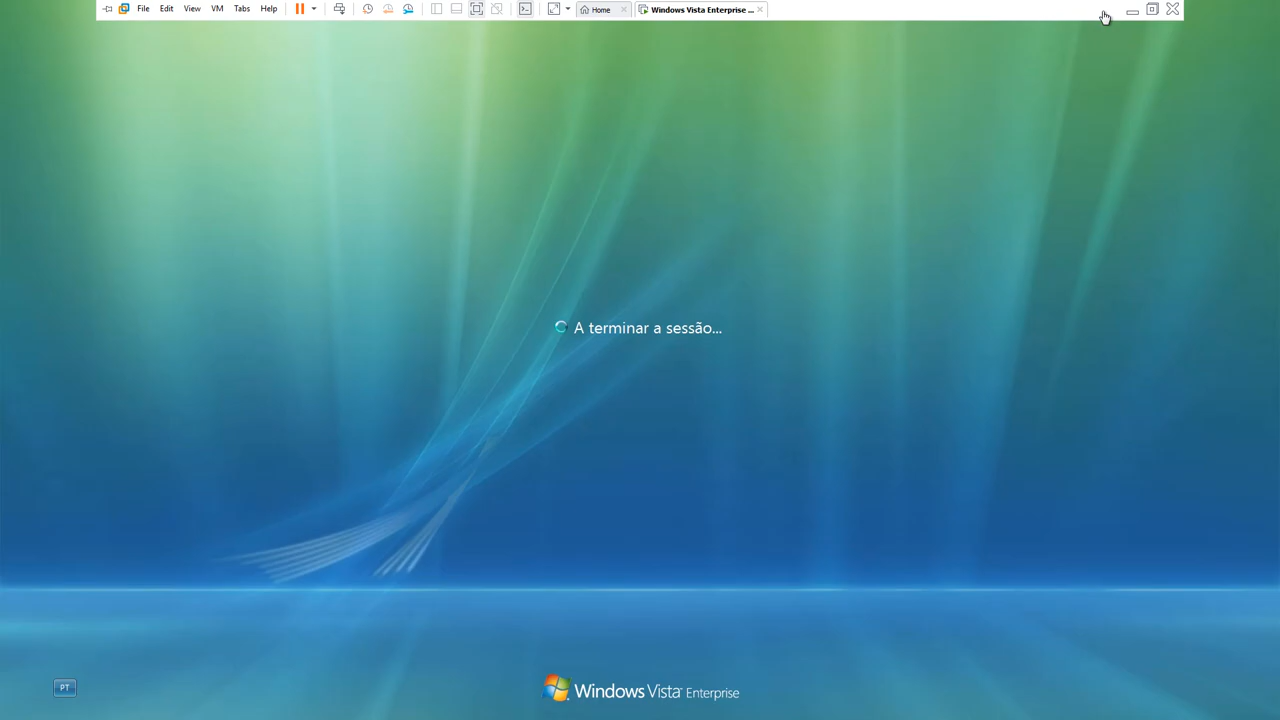 File Edit View VM Tabs Help Home Windows Vista Enterprise ...
A terminar a sessão...
PT
Windows Vista Enterprise